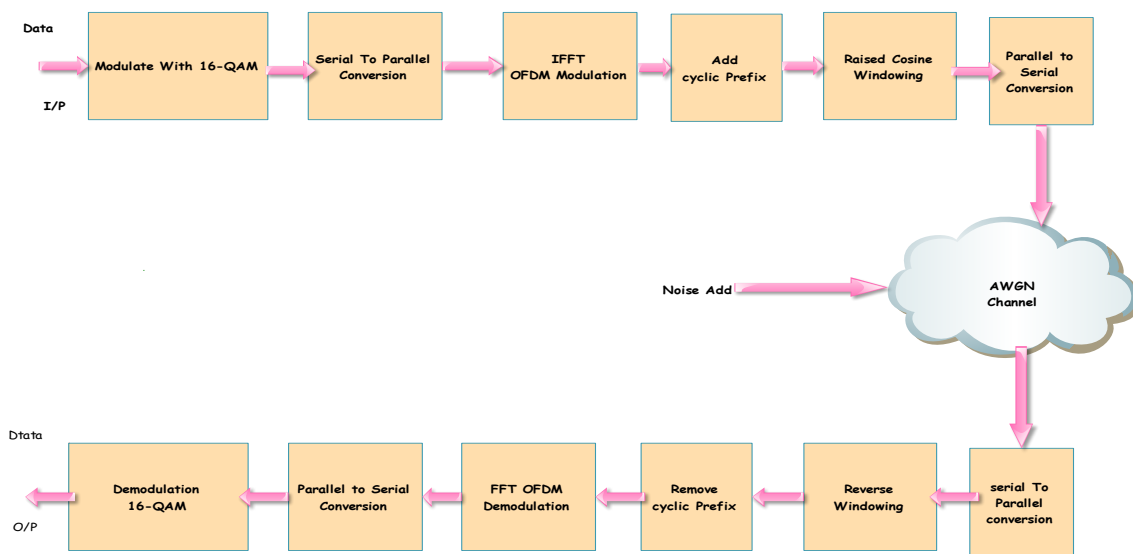 Data
I/P
Modulate With 16-QAM
Serial To Parallel
Conversion
IFFT
OFDM Modulation
Add
cyclic Prefix
Raised Cosine
Windowing
Parallel to
Serial
Conversion
Noise Add
AWGN
Channel
Dtata
O/P
Demodulation
16-QAM
Parallel to Serial
Conversion
FFT OFDM
Demodulation
Remove
cyclic Prefix
Reverse
Windowing
serial To
Parallel
conversion